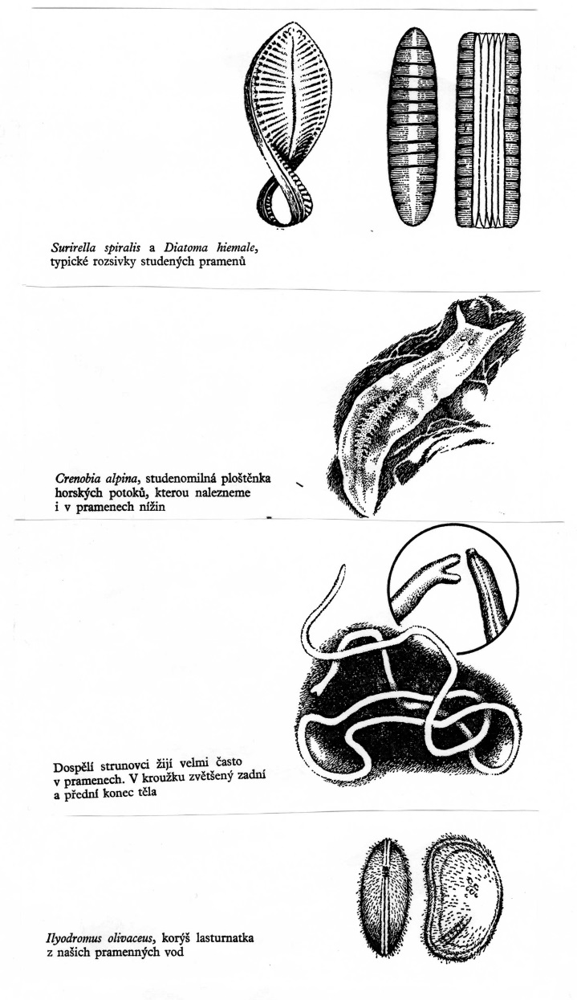 Surirella spiralis a Diatoma hiemale,
typické rozsivky studených pramenů
Crenobia alpina, studenomilná ploštěnka
horských potoků, kterou nalezneme
i v pramenech nížin
Dospělí strunovci žijí velmi často
v pramenech. V kroužku zvětšený zadní
a přední konec těla
Ilyodromus olivaceus, korýš lasturnatka
z našich pramenných vod